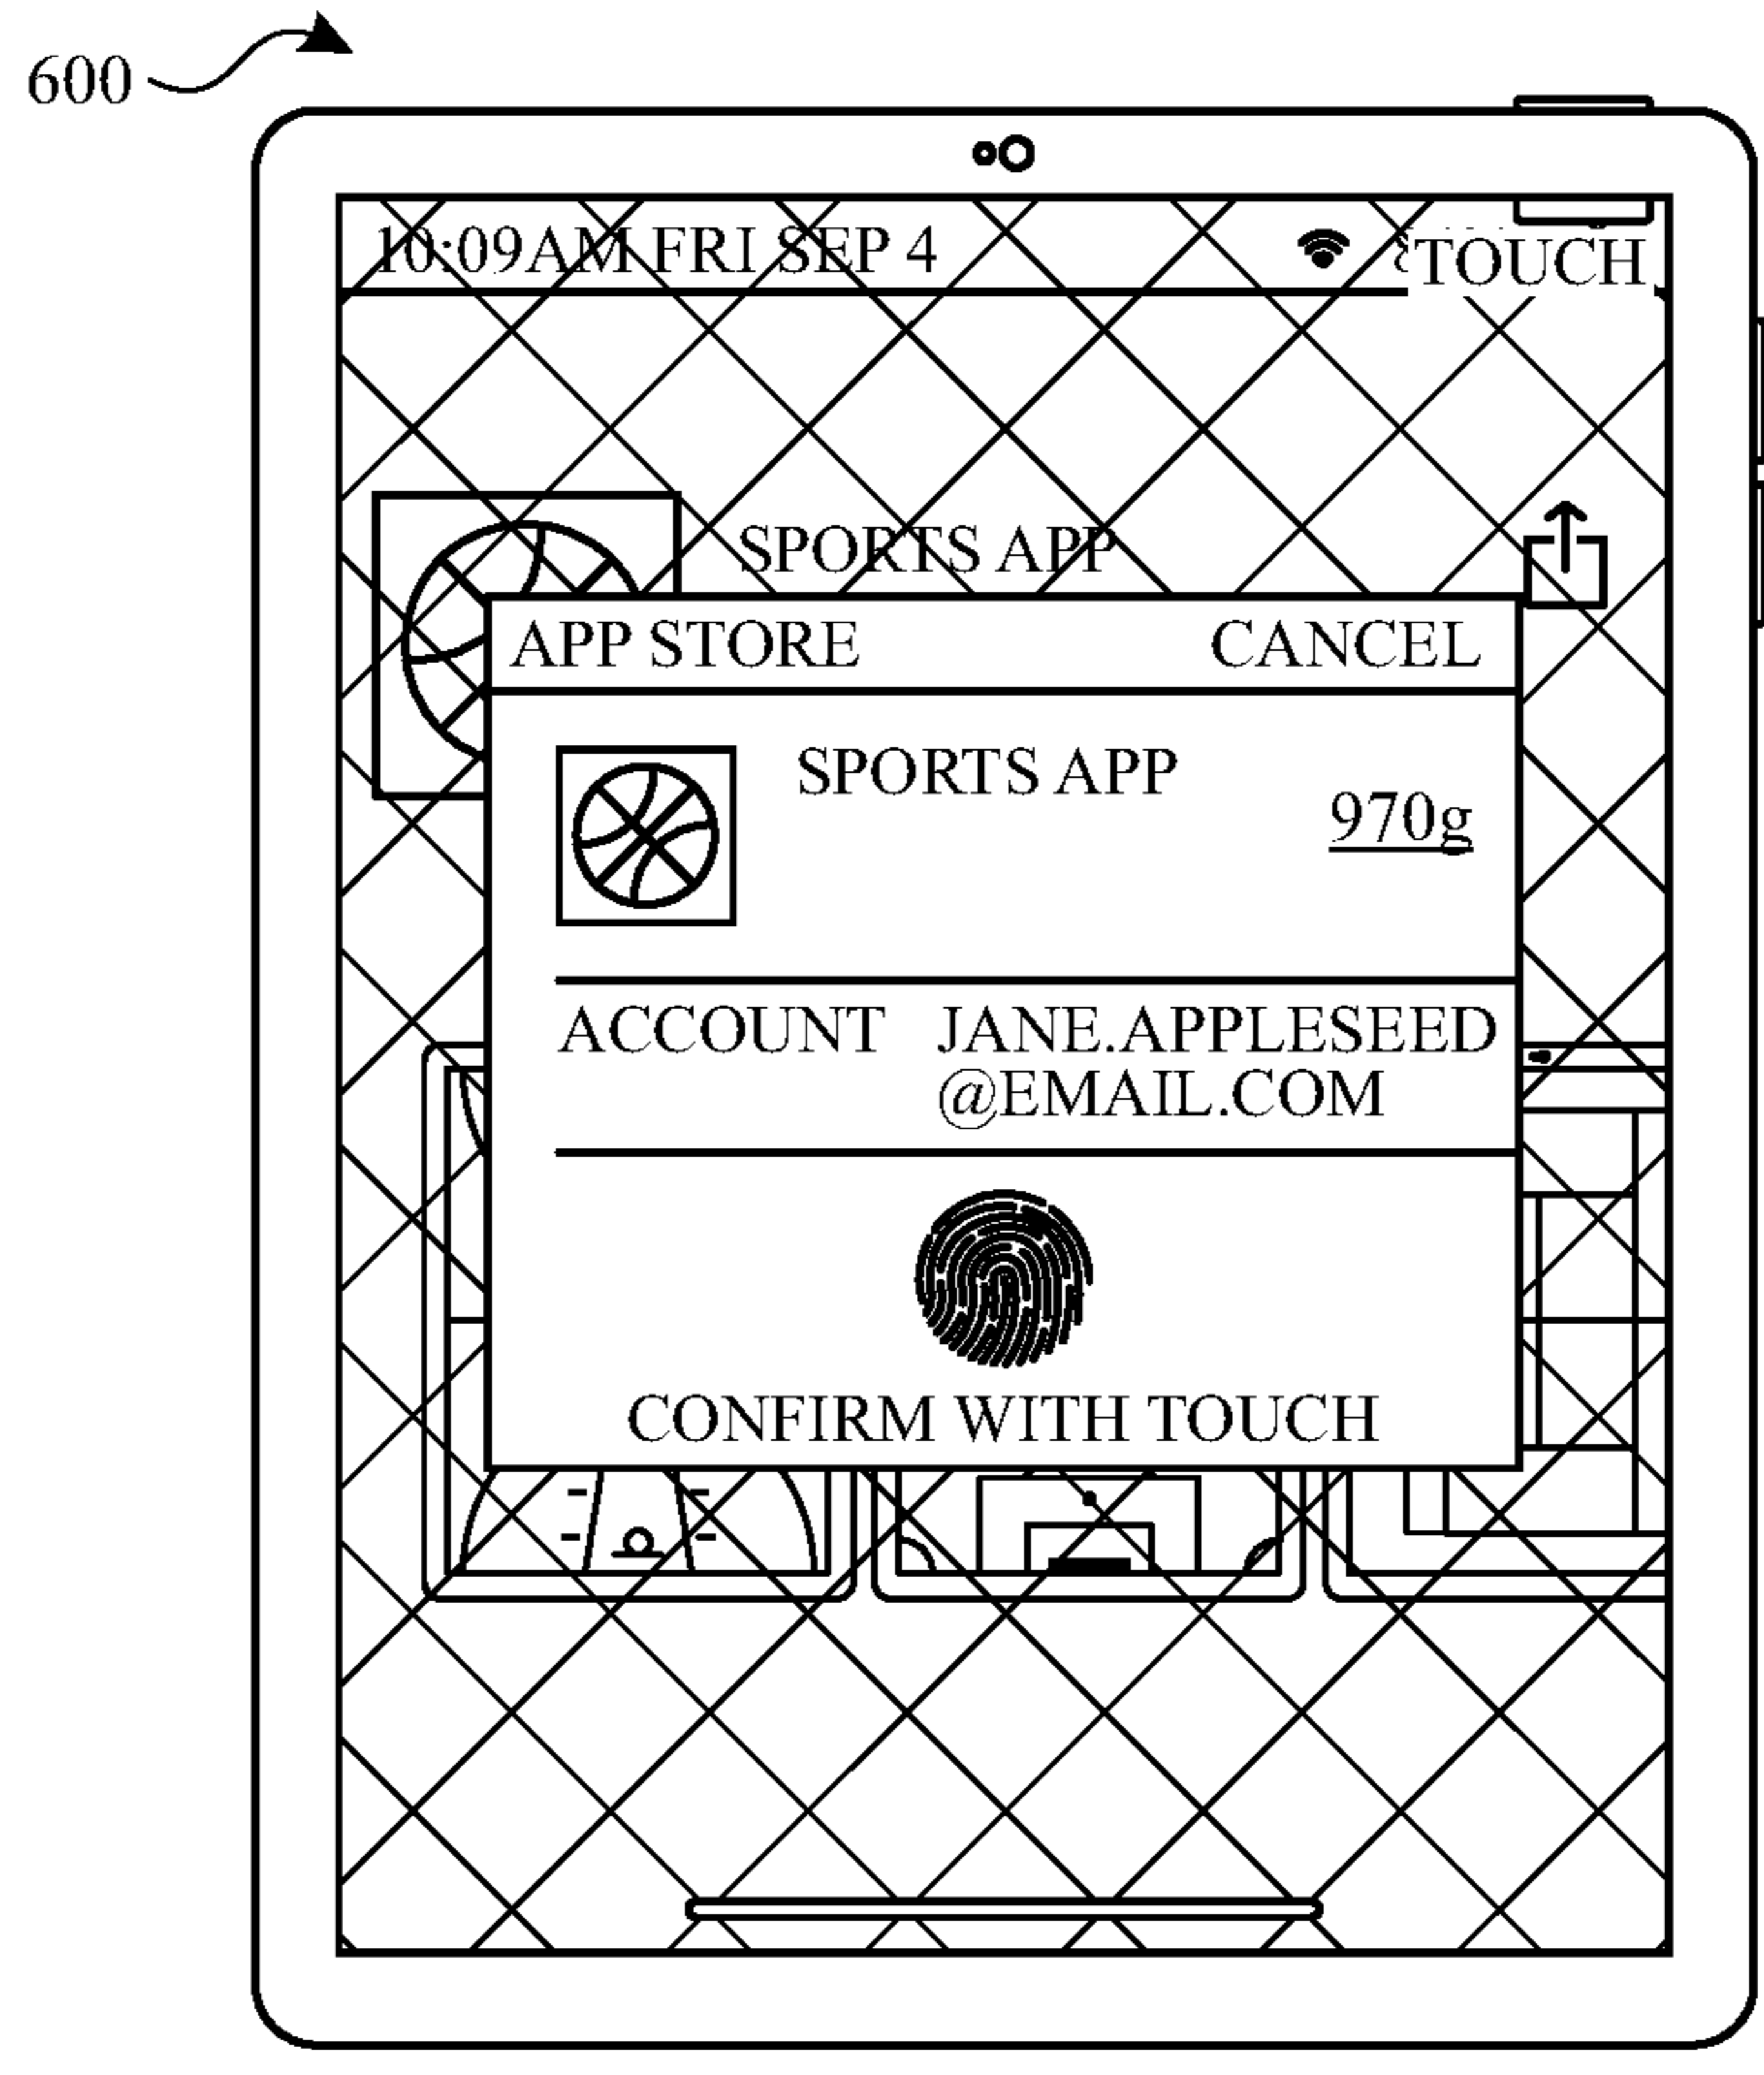 600
10:09AM FRI SEP 4
TOUCH
SPORTS APP
APP STORE CANCEL
SPORTS APP
970g
ACCOUNT JANE.APPLESEED
@EMAIL.COM
CONFIRM WITH TOUCH